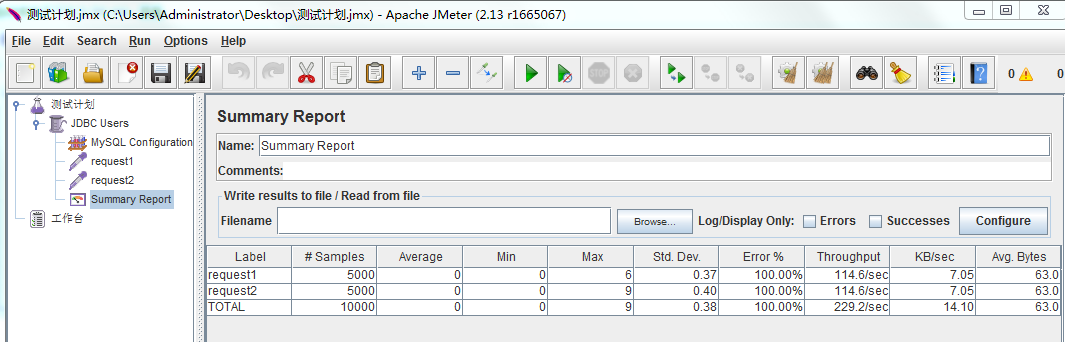 测试计划.jmx (C:\Users\Administrator\Desktop\测试计划.jmx) - Apache JMeter (2.13 r1665067)
File Edit Search Run Options Help
0 0
测试计划
JDBC Users
MySQL Configuration
request1
request2
Summary Report
工作台
Summary Report
Name: Summary Report
Comments:
Write results to file / Read from file
Filename Browse... Log/Display Only: Errors Successes Configure
Label # Samples Average Min Max Std. Dev. Error % Throughput KB/sec Avg. Bytes
request1 5000 0 0 6 0.37 100.00% 114.6/sec 7.05 63.0
request2 5000 0 0 9 0.40 100.00% 114.6/sec 7.05 63.0
TOTAL 10000 0 0 9 0.38 100.00% 229.2/sec 14.10 63.0